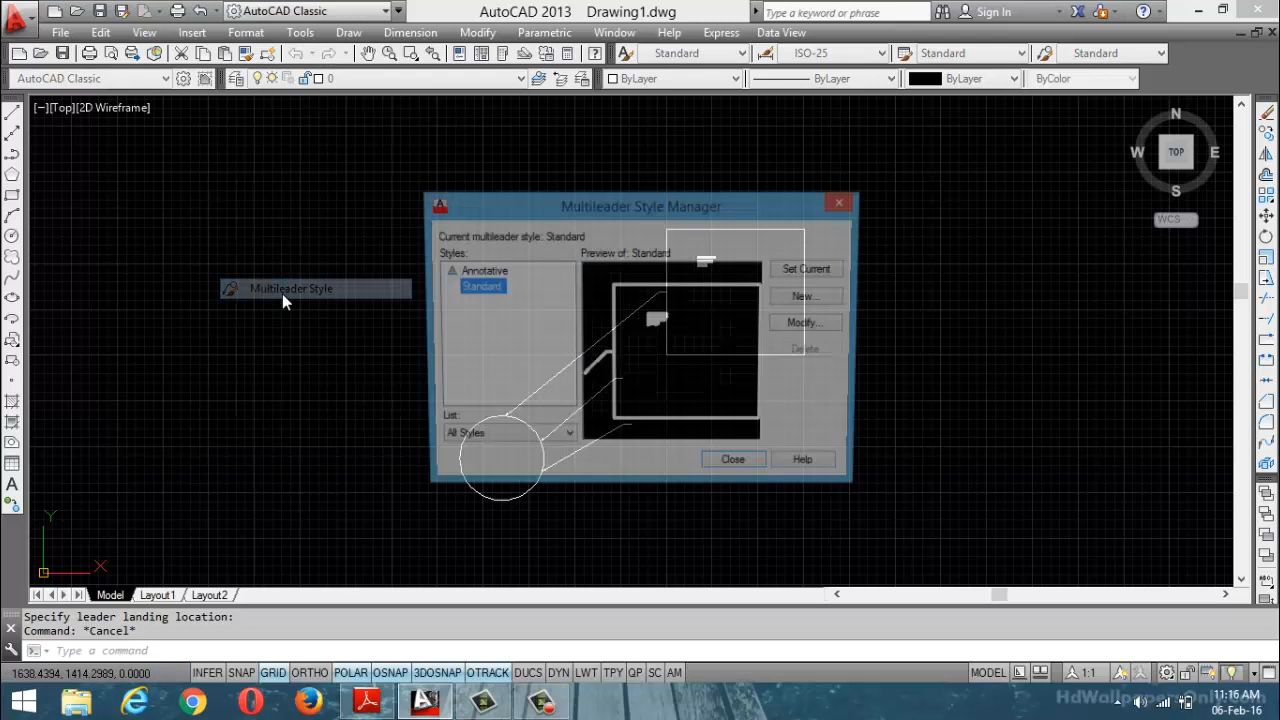 AutoCAD Classic
AutoCAD 2013 Drawing1.dwg
Type a keyword or phrase
Sign In
File Edit View Insert Format Tools Draw Dimension Modify Parametric Window Help Express Data View
Standard ISO-25 Standard Standard
AutoCAD Classic 0 ByLayer ByLayer ByLayer ByColor
[−][Top][2D Wireframe]
N
W TOP E
S
WCS
Multileader Style Manager
Current multileader style: Standard
Styles: Preview of: Standard
Annotative
Standard
Set Current
New...
Modify...
Delete
List:
All Styles
Close Help
Multileader Style
Y
X
Model Layout1 Layout2
Specify leader landing location:
Command: *Cancel*
Type a command
1638.4394, 1414.2989, 0.0000 INFER SNAP GRID ORTHO POLAR OSNAP 3DOSNAP OTRACK DUCS DYN LWT TPY QP SC AM MODEL 1:1
HdWallpapersOnly.com
11:16 AM
06-Feb-16